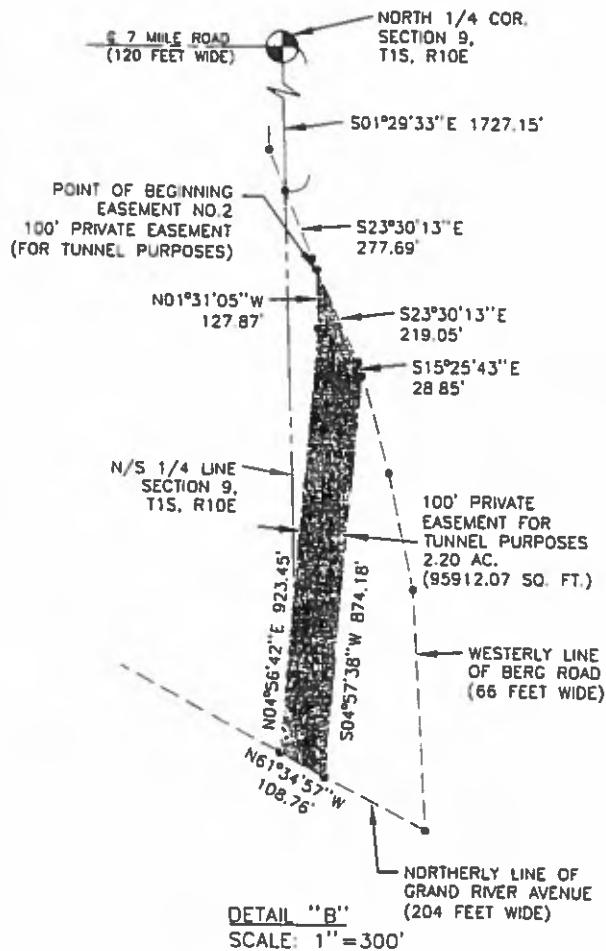 ℄ 7 MILE ROAD
(120 FEET WIDE)
NORTH 1/4 COR.
SECTION 9,
T1S, R10E
S01°29'33"E 1727.15'
POINT OF BEGINNING
EASEMENT NO.2
100' PRIVATE EASEMENT
(FOR TUNNEL PURPOSES)
S23°30'13"E
277.69'
N01°31'05"W
127.87'
S23°30'13"E
219.05'
S15°25'43"E
28.85'
N/S 1/4 LINE
SECTION 9,
T1S, R10E
100' PRIVATE
EASEMENT FOR
TUNNEL PURPOSES
2.20 AC.
(95912.07 SQ. FT.)
N04°56'42"E 923.45'
S04°57'38"W 874.18'
WESTERLY LINE
OF BERG ROAD
(66 FEET WIDE)
N61°34'57"W
108.76'
NORTHERLY LINE OF
GRAND RIVER AVENUE
(204 FEET WIDE)
DETAIL "B"
SCALE: 1"=300'